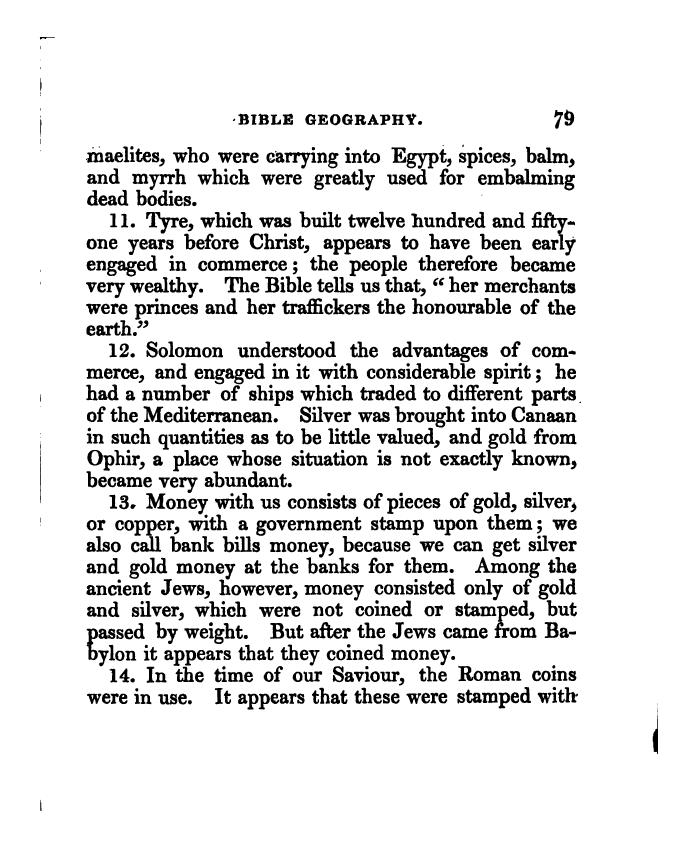 BIBLE GEOGRAPHY. 79
maelites, who were carrying into Egypt, spices, balm,
and myrrh which were greatly used for embalming
dead bodies.
11. Tyre, which was built twelve hundred and fifty-
one years before Christ, appears to have been early
engaged in commerce; the people therefore became
very wealthy. The Bible tells us that, “ her merchants
were princes and her traffickers the honourable of the
earth.”
12. Solomon understood the advantages of com-
merce, and engaged in it with considerable spirit; he
had a number of ships which traded to different parts
of the Mediterranean. Silver was brought into Canaan
in such quantities as to be little valued, and gold from
Ophir, a place whose situation is not exactly known,
became very abundant.
13. Money with us consists of pieces of gold, silver,
or copper, with a government stamp upon them; we
also call bank bills money, because we can get silver
and gold money at the banks for them. Among the
ancient Jews, however, money consisted only of gold
and silver, which were not coined or stamped, but
passed by weight. But after the Jews came from Ba-
bylon it appears that they coined money.
14. In the time of our Saviour, the Roman coins
were in use. It appears that these were stamped with